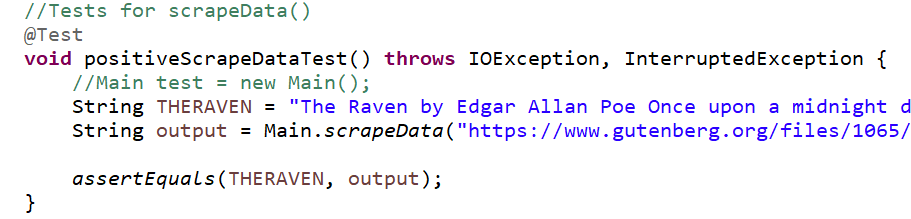 //Tests for scrapeData()
@Test
void positiveScrapeDataTest() throws IOException, InterruptedException {
//Main test = new Main();
String THERAVEN = "The Raven by Edgar Allan Poe Once upon a midnight d
String output = Main.scrapeData("https://www.gutenberg.org/files/1065/
assertEquals(THERAVEN, output);
}